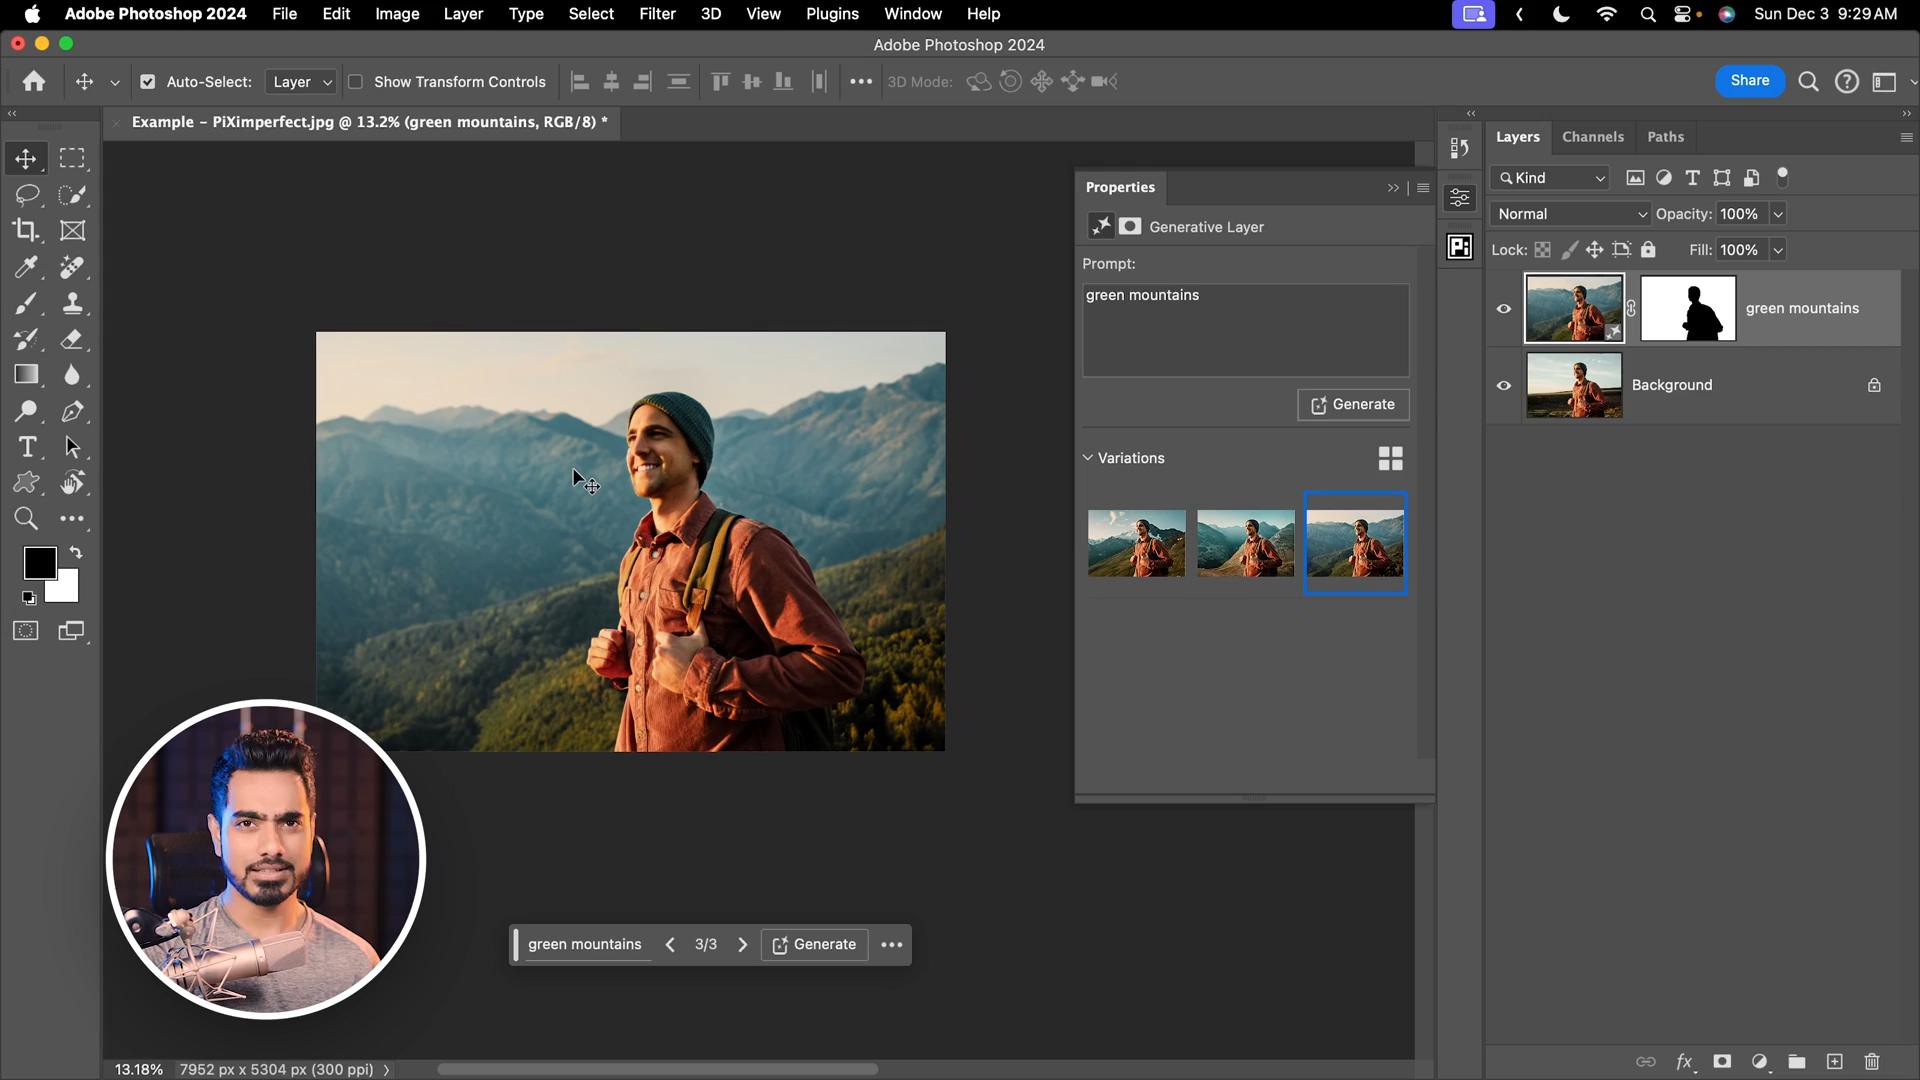 Adobe Photoshop 2024 File Edit Image Layer Type Select Filter 3D View Plugins Window Help Sun Dec 3 9:29 AM
Adobe Photoshop 2024
Auto-Select: Layer Show Transform Controls 3D Mode: Share
Example - PiXimperfect.jpg @ 13.2% (green mountains, RGB/8) *
Layers Channels Paths
Kind
Normal Opacity: 100%
Lock: Fill: 100%
Pi
green mountains
Background
Properties
Generative Layer
Prompt:
green mountains
Generate
Variations
green mountains 3/3 Generate
13.18% 7952 px x 5304 px (300 ppi)
fx